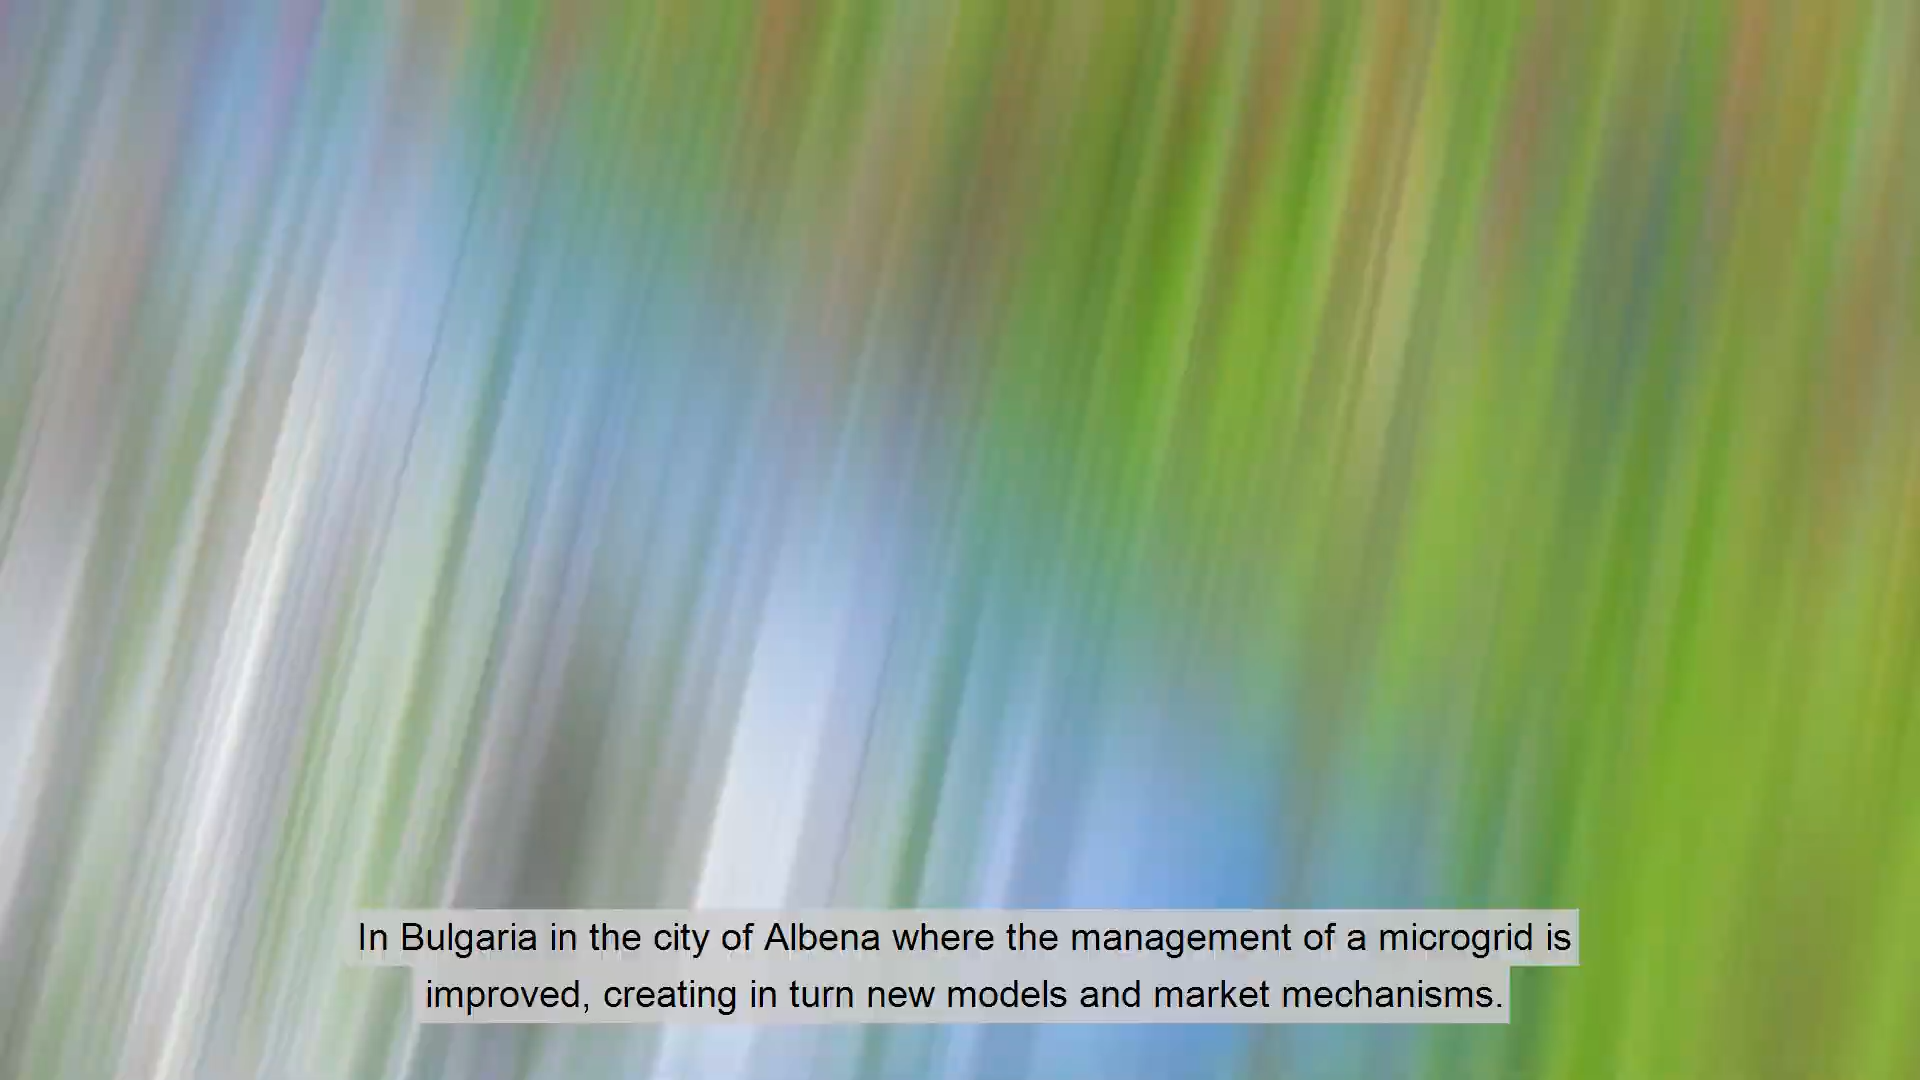 In Bulgaria in the city of Albena where the management of a microgrid is
improved, creating in turn new models and market mechanisms.